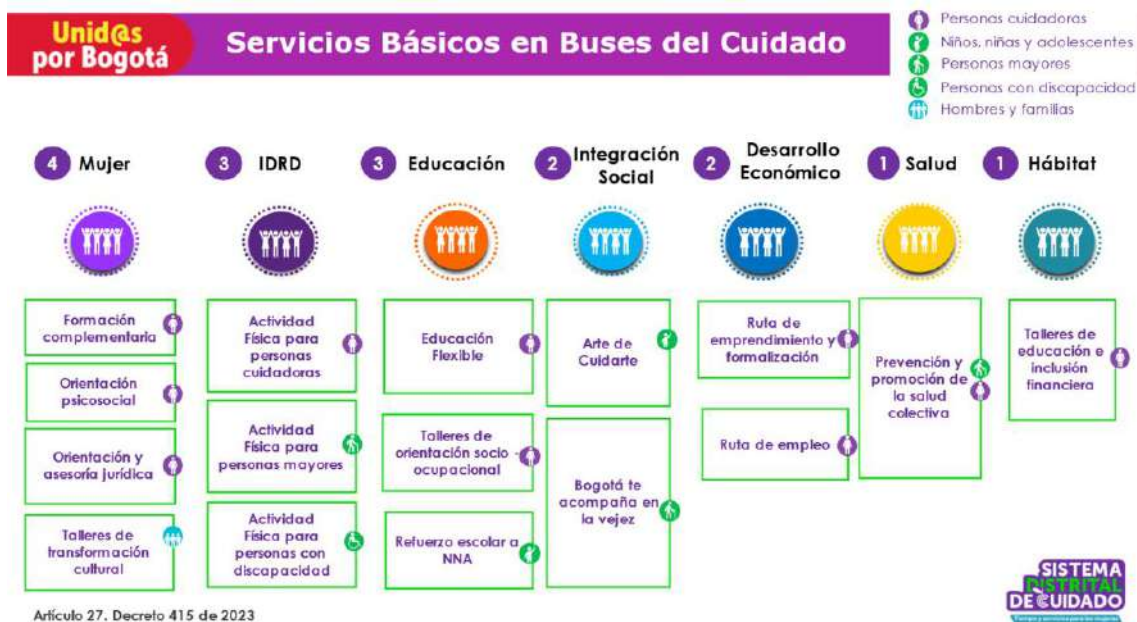 Unid@s
por Bogotá
Servicios Básicos en Buses del Cuidado
Personas cuidadoras
Niños, niñas y adolescentes
Personas mayores
Personas con discapacidad
Hombres y familias
4 Mujer
3 IDRD
3 Educación
2 Integración
Social
2 Desarrollo
Económico
1 Salud
1 Hábitat
Formación
complementaria
Orientación
psicosocial
Orientación y
asesoría jurídica
Talleres de
transformación
cultural
Actividad
Física para
personas
cuidadoras
Actividad
Física para
personas mayores
Actividad
Física para
personas con
discapacidad
Educación
Flexible
Talleres de
orientación socio -
ocupacional
Refuerzo escolar a
NNA
Arte de
Cuidarte
Bogotá te
acompaña en
la vejez
Ruta de
emprendimiento y
formalización
Ruta de empleo
Prevención y
promoción de
la salud
colectiva
Talleres de
educación e
inclusión
financiera
Artículo 27. Decreto 415 de 2023
SISTEMA
DISTRITAL
DE CUIDADO
Tiempo y servicios para las mujeres